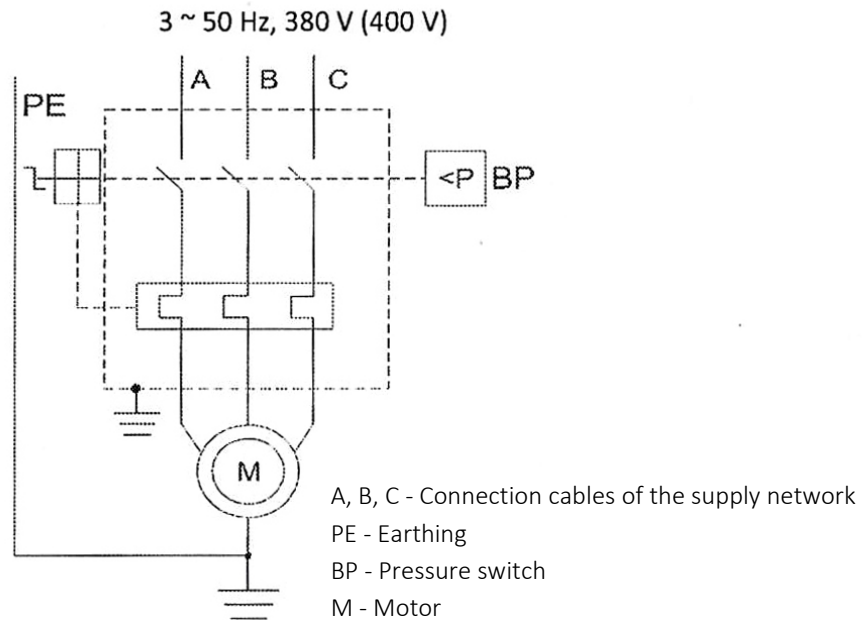 3 ~ 50 Hz, 380 V (400 V)
A B C
PE
<P BP
M
A, B, C - Connection cables of the supply network
PE - Earthing
BP - Pressure switch
M - Motor